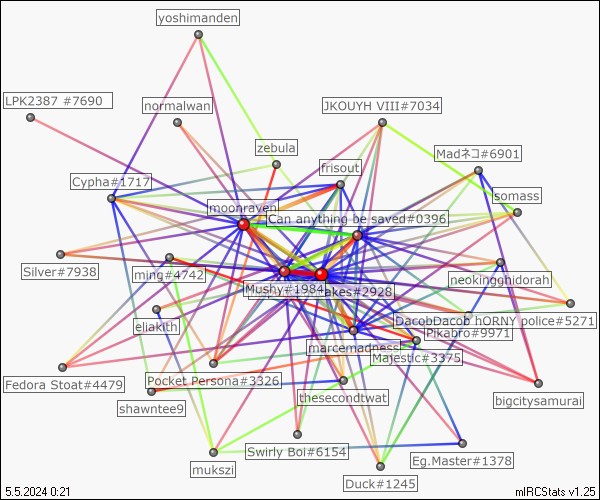 yoshimanden
LPK2387 #7690
normalwan
JKOUYH VIII#7034
zebula
Madネコ#6901
frisout
Cypha#1717
somass
moonraven
Can anything be saved#0396
Silver#7938
ming#4742
neokingghidorah
Mushy#1984
akes#2928
eliakith
DacobDacob
hORNY police#5271
Pikabro#9971
marcemadness
Majestic#3375
Fedora Stoat#4479
Pocket Persona#3326
thesecondtwat
bigcitysamurai
shawntee9
Swirly Boi#6154
mukszi
Eg.Master#1378
Duck#1245
5.5.2024 0:21
mIRCStats v1.25